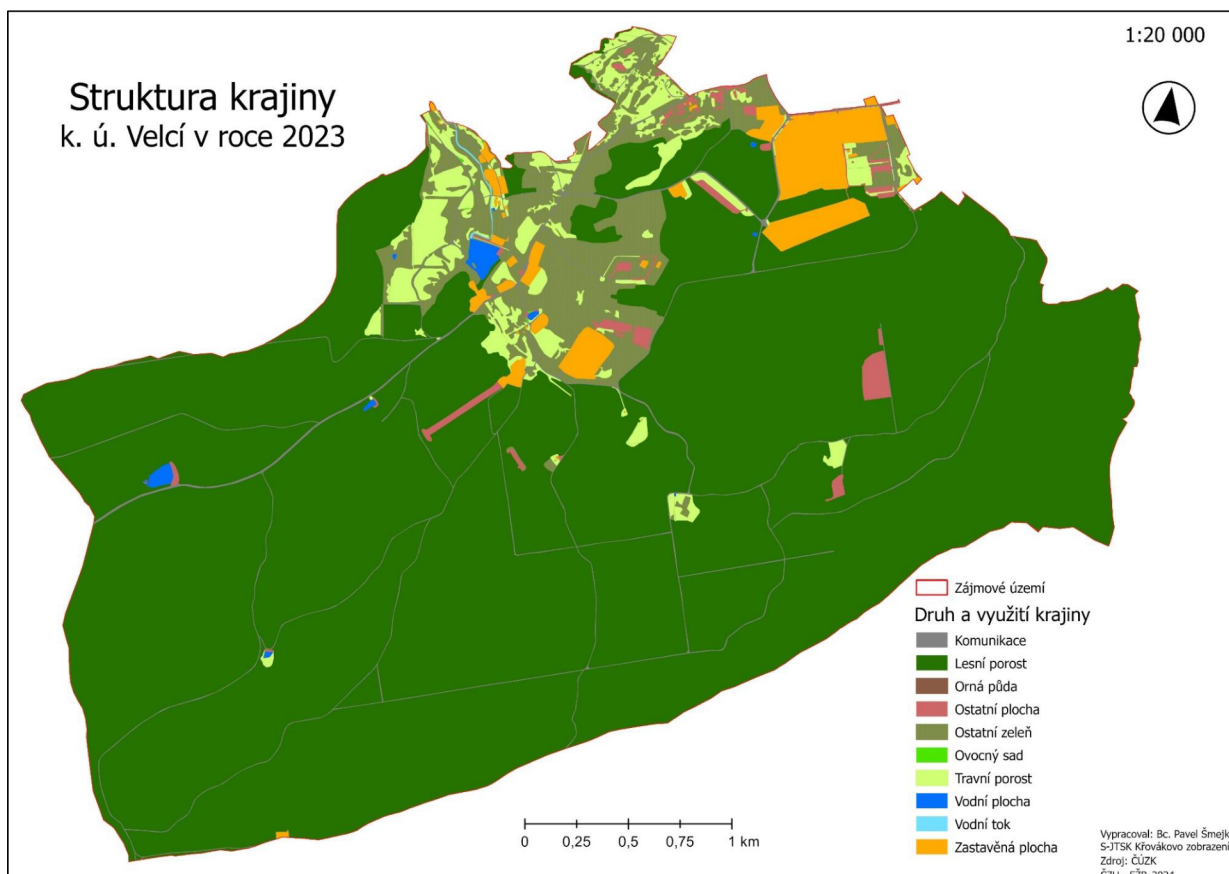 1:20 000
Struktura krajiny
k. ú. Velcí v roce 2023
Zájmové území
Druh a využití krajiny
Komunikace
Lesní porost
Orná půda
Ostatní plocha
Ostatní zeleň
Ovocný sad
Travní porost
Vodní plocha
Vodní tok
Zastavěná plocha
0 0,25 0,5 0,75 1 km
Vypracoval: Bc. Pavel Šmejk
S-JTSK Křovákovo zobrazení
Zdroj: ČÚZK